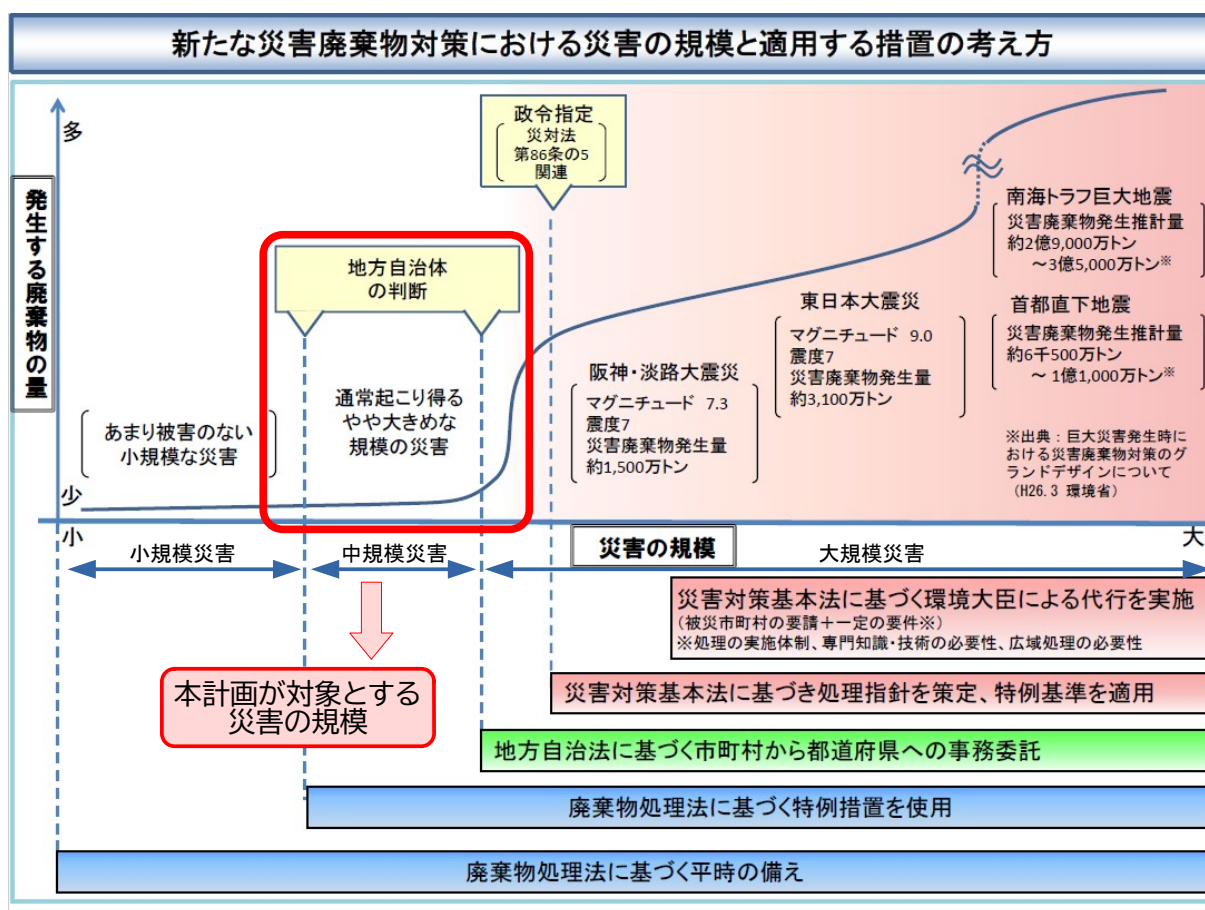 新たな災害廃棄物対策における災害の規模と適用する措置の考え方
多
発生する廃棄物の量
少
政令指定
災対法
第86条の5
関連
地方自治体
の判断
あまり被害のない
小規模な災害
通常起こり得る
やや大きめな
規模の災害
阪神・淡路大震災
マグニチュード 7.3
震度7
災害廃棄物発生量
約1,500万トン
東日本大震災
マグニチュード 9.0
震度7
災害廃棄物発生量
約3,100万トン
南海トラフ巨大地震
災害廃棄物発生推計量
約2億9,000万トン
～3億5,000万トン※
首都直下地震
災害廃棄物発生推計量
約6千500万トン
～ 1億1,000万トン※
※出典：巨大災害発生時に
おける災害廃棄物対策のグ
ランドデザインについて
（H26.3 環境省）
小
災害の規模
大
小規模災害
中規模災害
大規模災害
本計画が対象とする
災害の規模
災害対策基本法に基づく環境大臣による代行を実施
（被災市町村の要請＋一定の要件※）
※処理の実施体制、専門知識・技術の必要性、広域処理の必要性
災害対策基本法に基づき処理指針を策定、特例基準を適用
地方自治法に基づく市町村から都道府県への事務委託
廃棄物処理法に基づく特例措置を使用
廃棄物処理法に基づく平時の備え